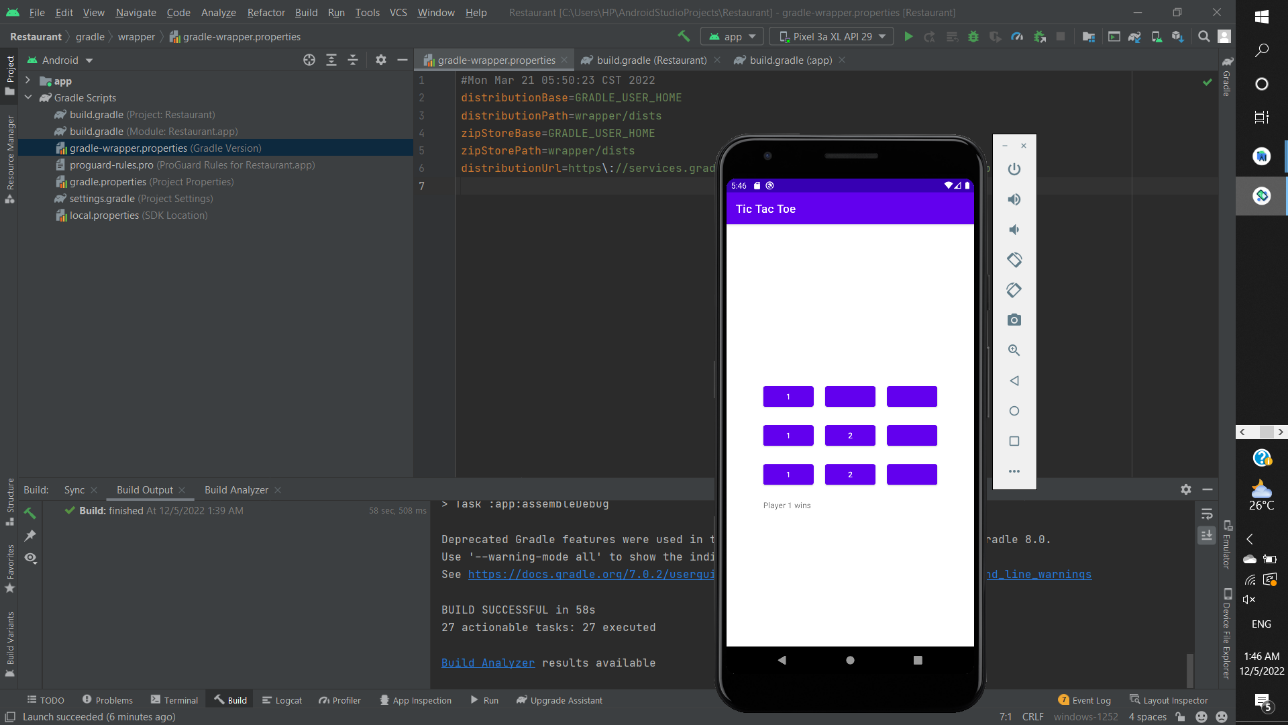 File Edit View Navigate Code Analyze Refactor Build Run Tools VCS Window Help Restaurant [C:\Users\HP\AndroidStudioProjects\Restaurant] - gradle-wrapper.properties [Restaurant]
Restaurant gradle wrapper gradle-wrapper.properties app Pixel 3a XL API 29
Project
Resource Manager
Structure
Favorites
Build Variants
Android
app
Gradle Scripts
build.gradle (Project: Restaurant)
build.gradle (Module: Restaurant.app)
gradle-wrapper.properties (Gradle Version)
proguard-rules.pro (ProGuard Rules for Restaurant.app)
gradle.properties (Project Properties)
settings.gradle (Project Settings)
local.properties (SDK Location)
gradle-wrapper.properties build.gradle (Restaurant) build.gradle (:app)
1 #Mon Mar 21 05:50:23 CST 2022
2 distributionBase=GRADLE_USER_HOME
3 distributionPath=wrapper/dists
4 zipStoreBase=GRADLE_USER_HOME
5 zipStorePath=wrapper/dists
6 distributionUrl=https\://services.grad
7
5:46
Tic Tac Toe
1
1 2
1 2
Player 1 wins
Build: Sync Build Output Build Analyzer
Build: finished At 12/5/2022 1:39 AM 58 sec, 508 ms
> Task :app:assembleDebug
Deprecated Gradle features were used in t radle 8.0.
Use '--warning-mode all' to show the indi
See https://docs.gradle.org/7.0.2/usergui nd_line_warnings
BUILD SUCCESSFUL in 58s
27 actionable tasks: 27 executed
Build Analyzer results available
Gradle
Emulator
Device File Explorer
TODO Problems Terminal Build Logcat Profiler App Inspection Run Upgrade Assistant Event Log Layout Inspector
Launch succeeded (6 minutes ago) 7:1 CRLF windows-1252 4 spaces
26°C
ENG
1:46 AM
12/5/2022
5